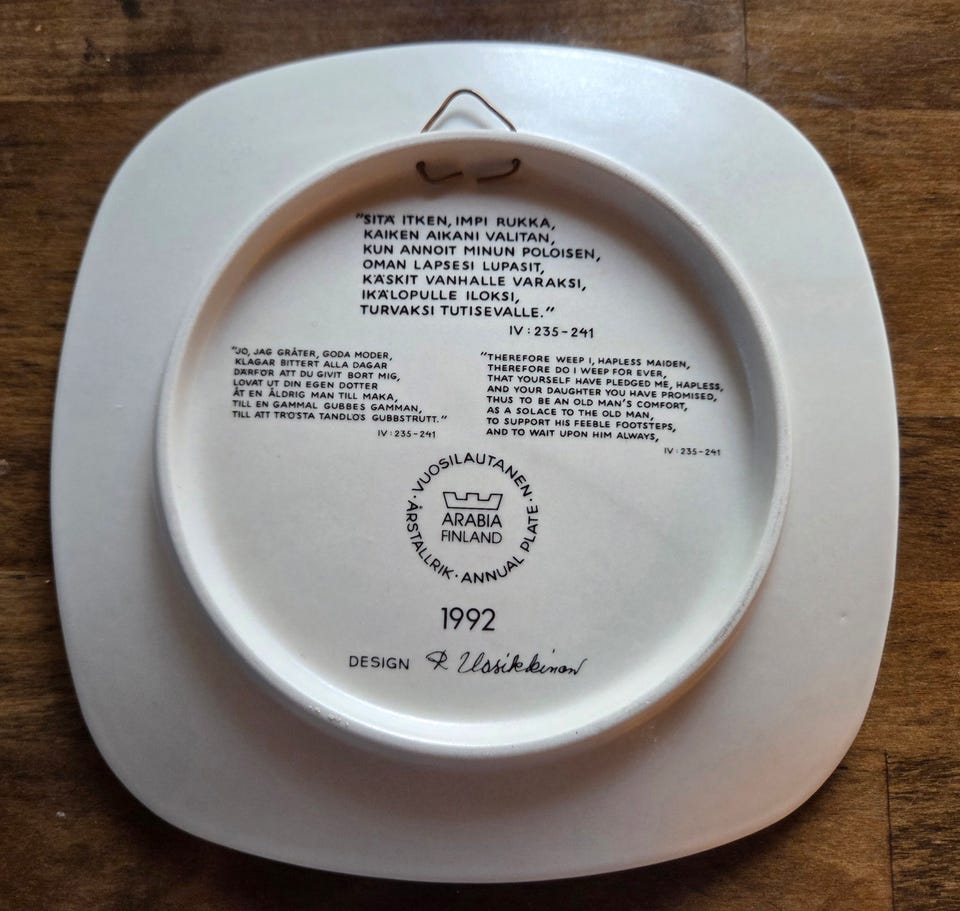 "SITÄ ITKEN, IMPI RUKKA,
KAIKEN AIKANI VALITAN,
KUN ANNOIT MINUN POLOISEN,
OMAN LAPSESI LUPASIT,
KÄSKIT VANHALLE VARAKSI,
IKÄLOPULLE ILOKSI,
TURVAKSI TUTISEVALLE."
IV : 235-241
"JO, JAG GRÅTER, GODA MODER,
KLAGAR BITTERT ALLA DAGAR
DÄRFÖR ATT DU GIVIT BORT MIG,
LOVAT UT DIN EGEN DOTTER
ÅT EN ÅLDRIG MAN TILL MAKA,
TILL EN GAMMAL GUBBES GAMMAN,
TILL ATT TRÖSTA TANDLÖS GUBBSTRUTT."
IV : 235-241
"THEREFORE WEEP I, HAPLESS MAIDEN,
THEREFORE DO I WEEP FOR EVER,
THAT YOURSELF HAVE PLEDGED ME, HAPLESS,
AND YOUR DAUGHTER YOU HAVE PROMISED,
THUS TO BE AN OLD MAN'S COMFORT,
AS A SOLACE TO THE OLD MAN,
TO SUPPORT HIS FEEBLE FOOTSTEPS,
AND TO WAIT UPON HIM ALWAYS,
IV : 235-241
· VUOSILAUTANEN · ANNUAL PLATE · ÅRSTALLRIK
ARABIA
FINLAND
1992
DESIGN R Uosikkinen